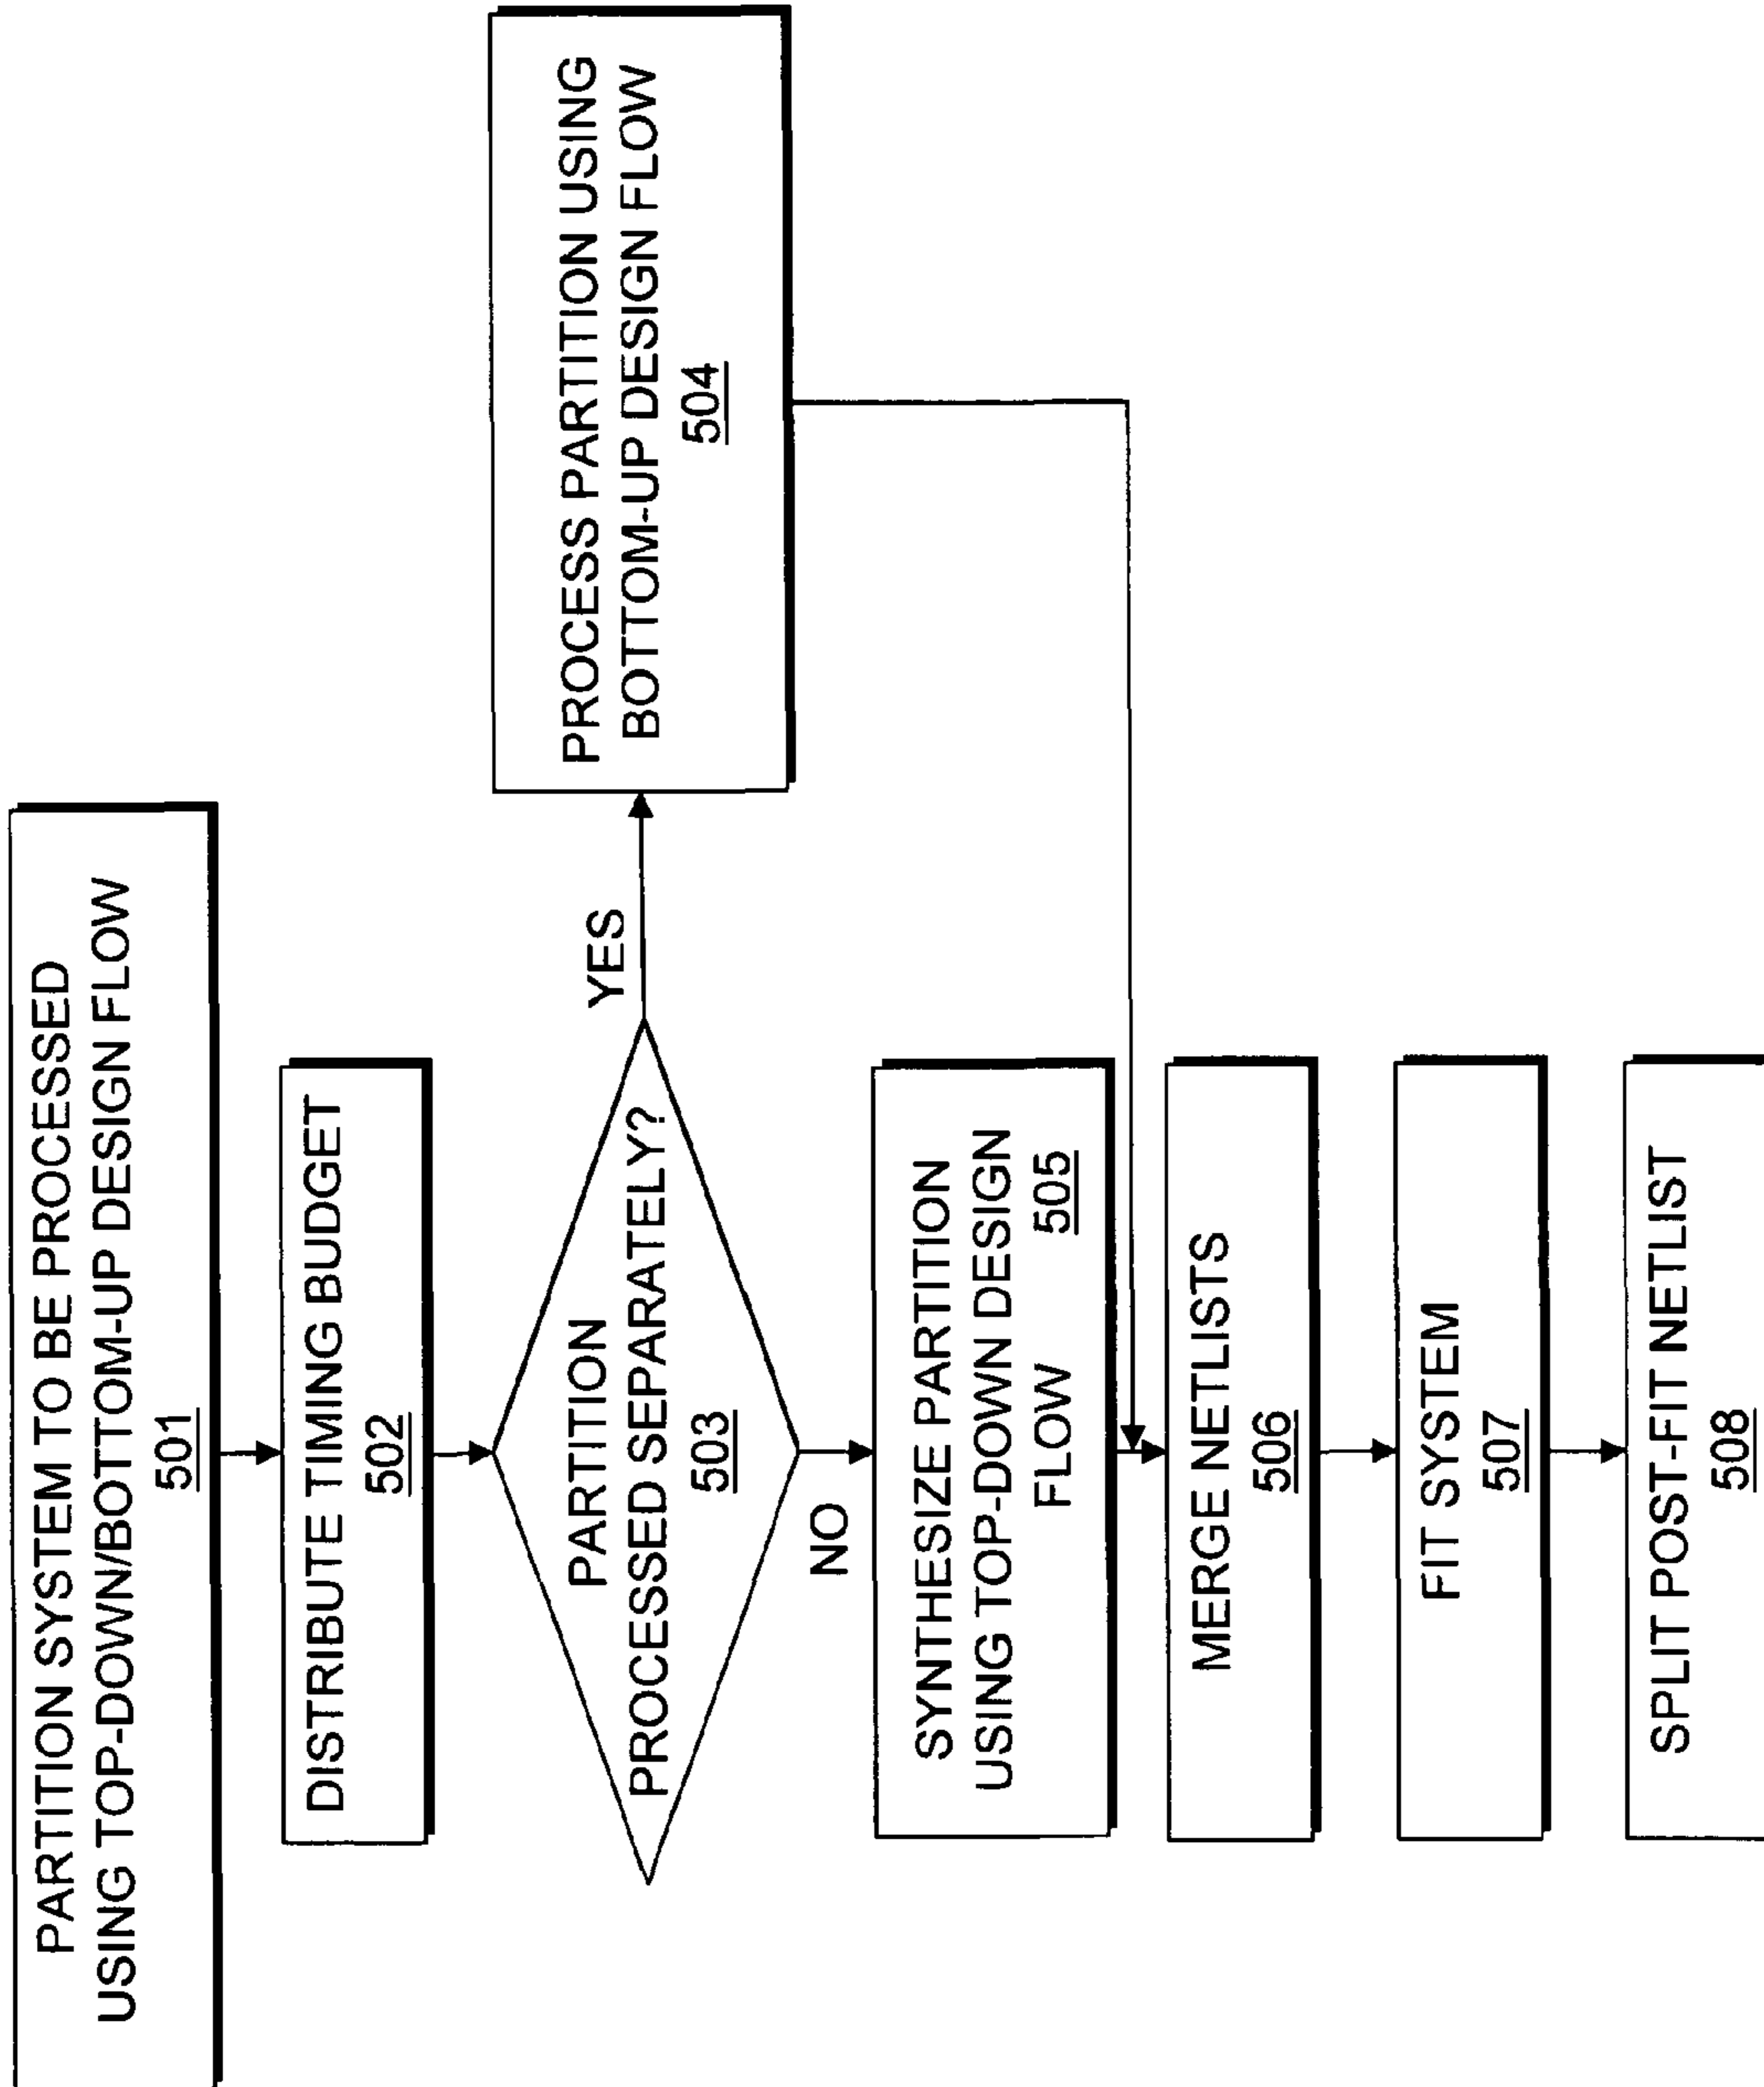 PARTITION SYSTEM TO BE PROCESSED
USING TOP-DOWN/BOTTOM-UP DESIGN FLOW
501
DISTRIBUTE TIMING BUDGET
502
PARTITION
PROCESSED SEPARATELY?
503
YES
PROCESS PARTITION USING
BOTTOM-UP DESIGN FLOW
504
NO
SYNTHESIZE PARTITION
USING TOP-DOWN DESIGN
FLOW 505
MERGE NETLISTS
506
FIT SYSTEM
507
SPLIT POST-FIT NETLIST
508